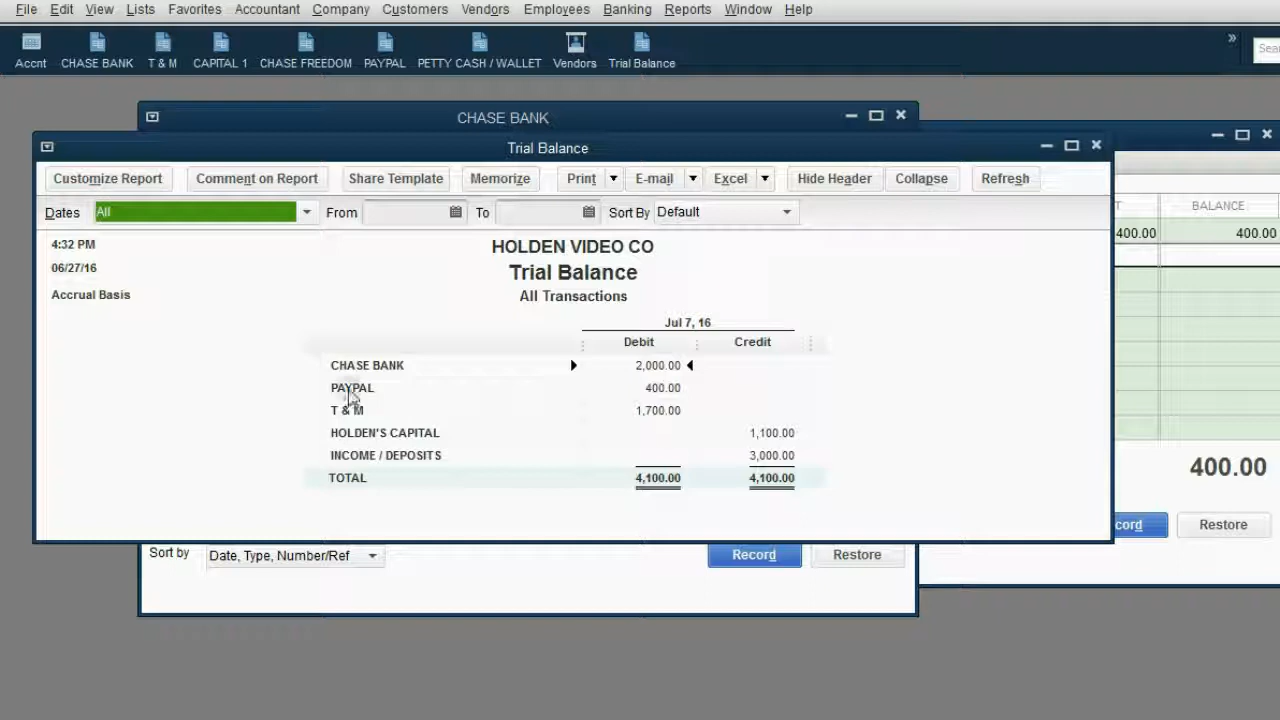 File Edit View Lists Favorites Accountant Company Customers Vendors Employees Banking Reports Window Help
Accnt CHASE BANK T & M CAPITAL 1 CHASE FREEDOM PAYPAL PETTY CASH / WALLET Vendors Trial Balance » Sea
CHASE BANK
Trial Balance
Customize Report Comment on Report Share Template Memorize Print E-mail Excel Hide Header Collapse Refresh
Dates All From To Sort By Default
T BALANCE
400.00 400.00
4:32 PM HOLDEN VIDEO CO
06/27/16 Trial Balance
Accrual Basis All Transactions
Jul 7, 16
Debit Credit
CHASE BANK 2,000.00
PAYPAL 400.00
T & M 1,700.00
HOLDEN'S CAPITAL 1,100.00
INCOME / DEPOSITS 3,000.00
TOTAL 4,100.00 4,100.00
400.00
cord Restore
Sort by Date, Type, Number/Ref Record Restore